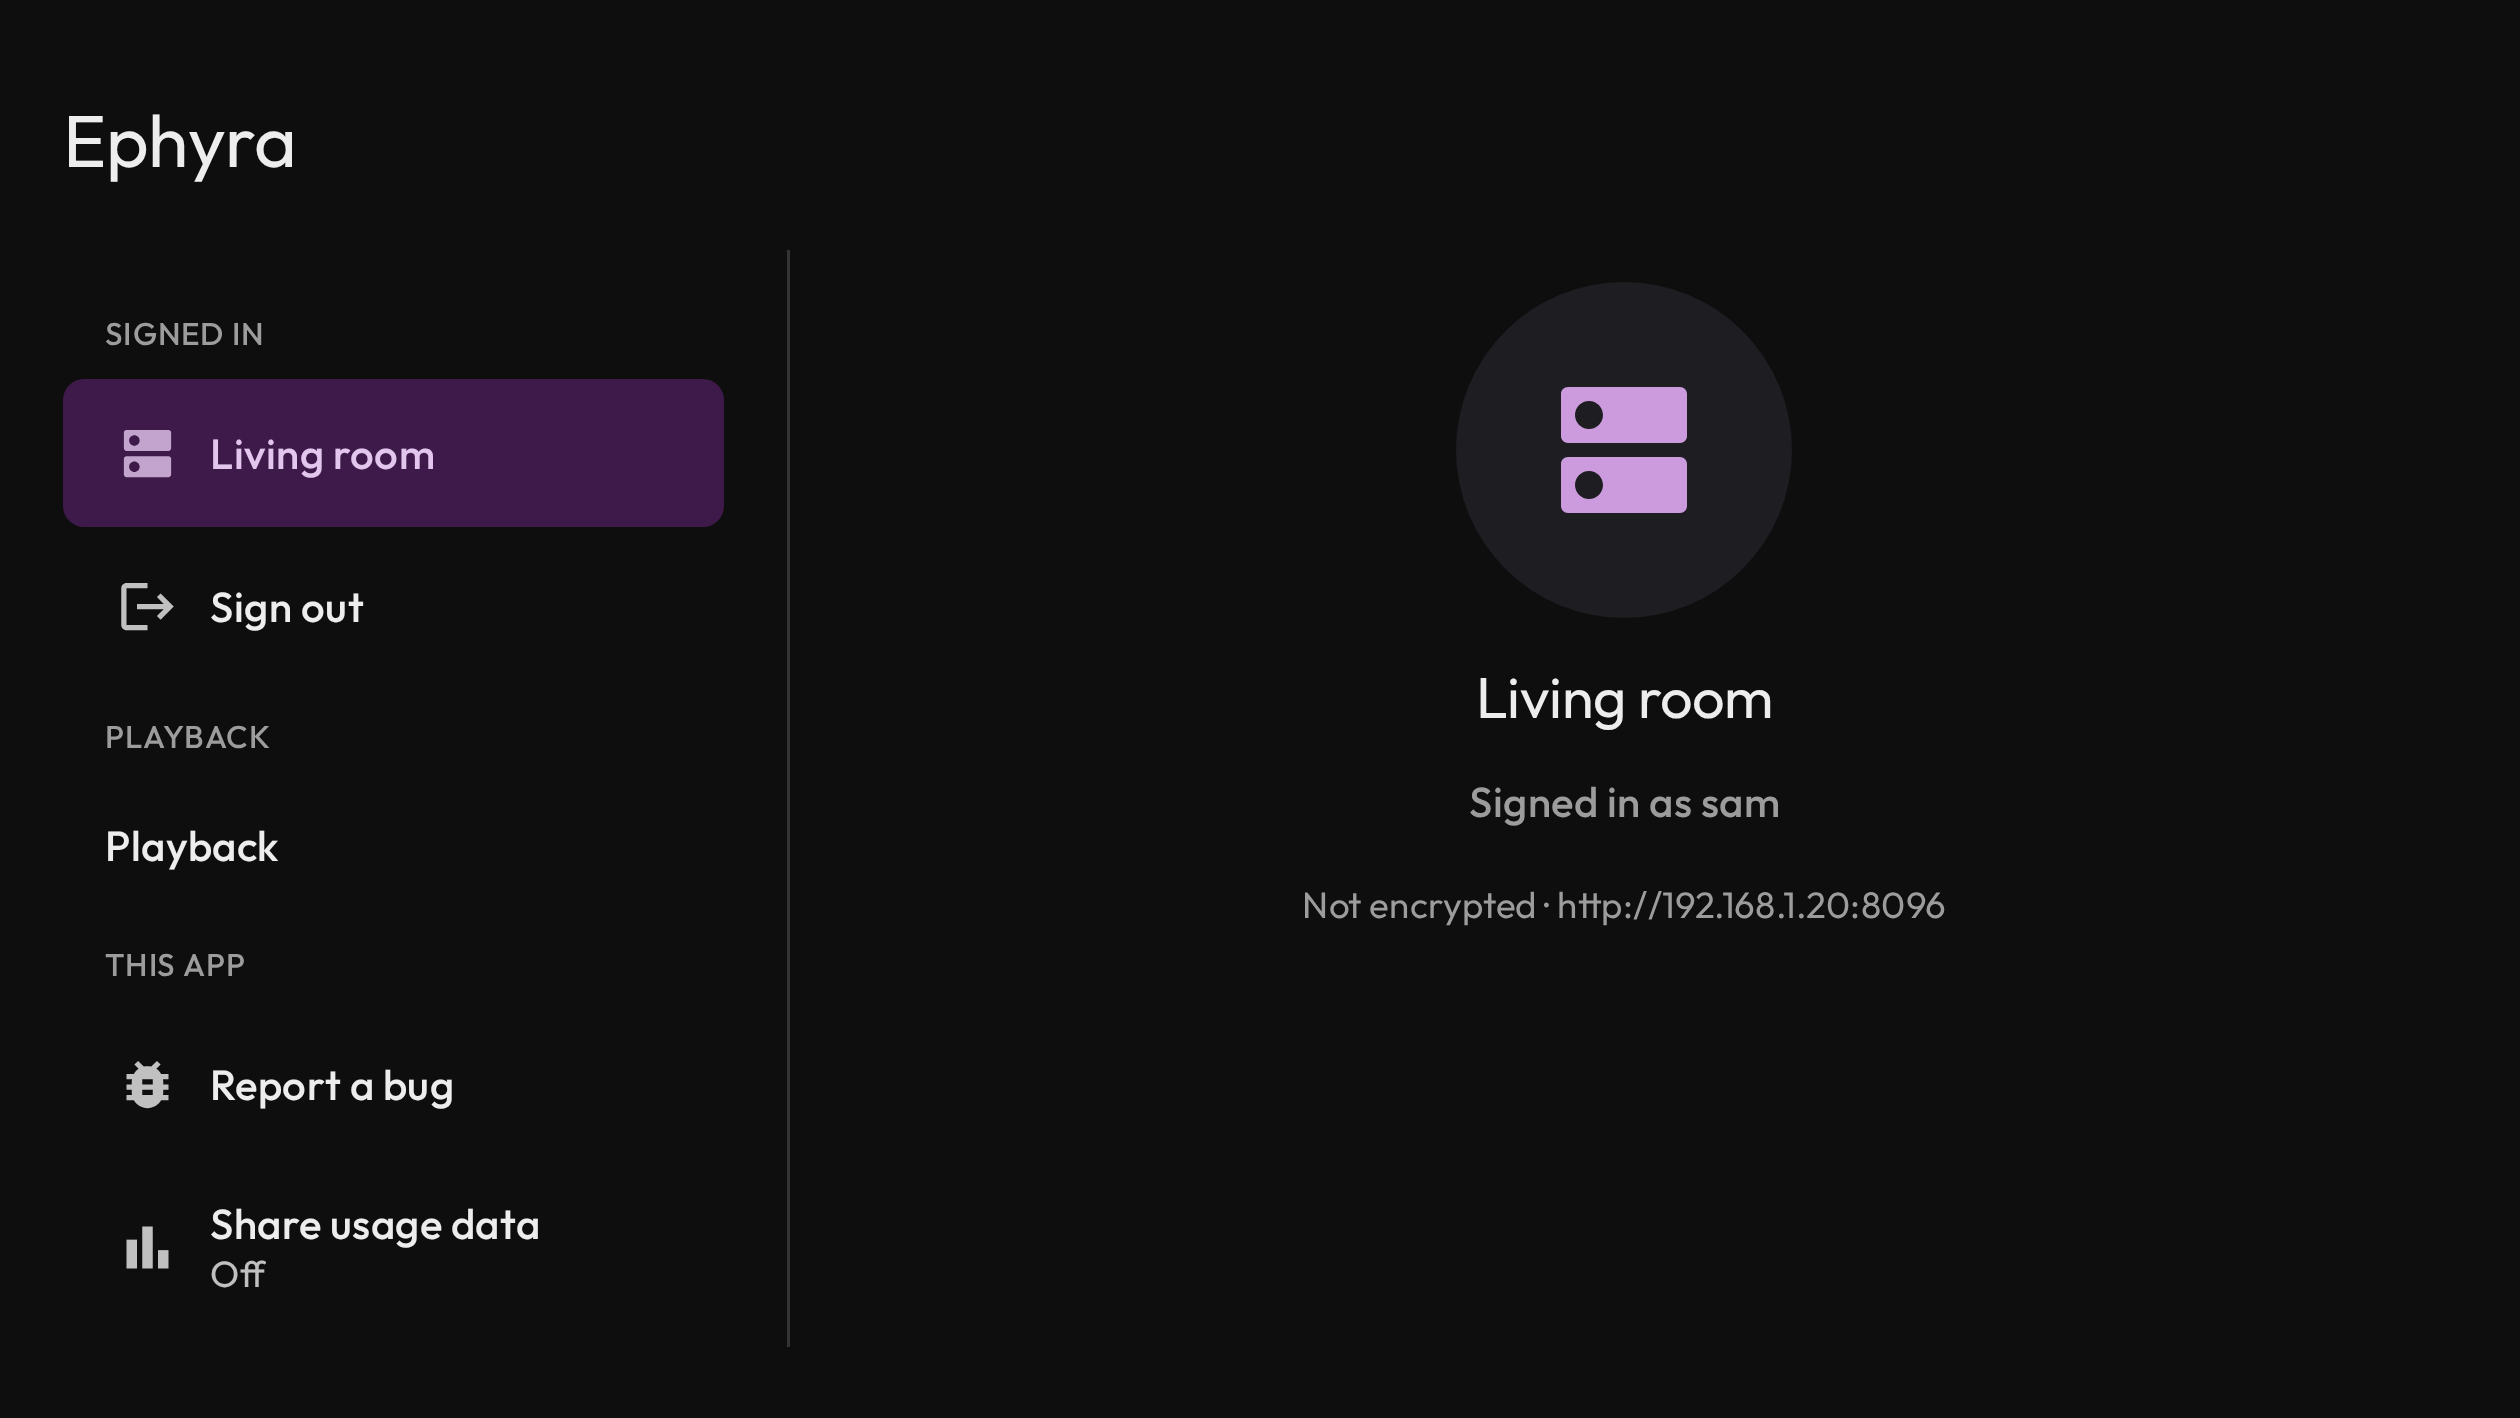 Ephyra
SIGNED IN
Living room
Sign out
PLAYBACK
Playback
THIS APP
Report a bug
Share usage data
Off
Living room
Signed in as sam
Not encrypted · http://192.168.1.20:8096